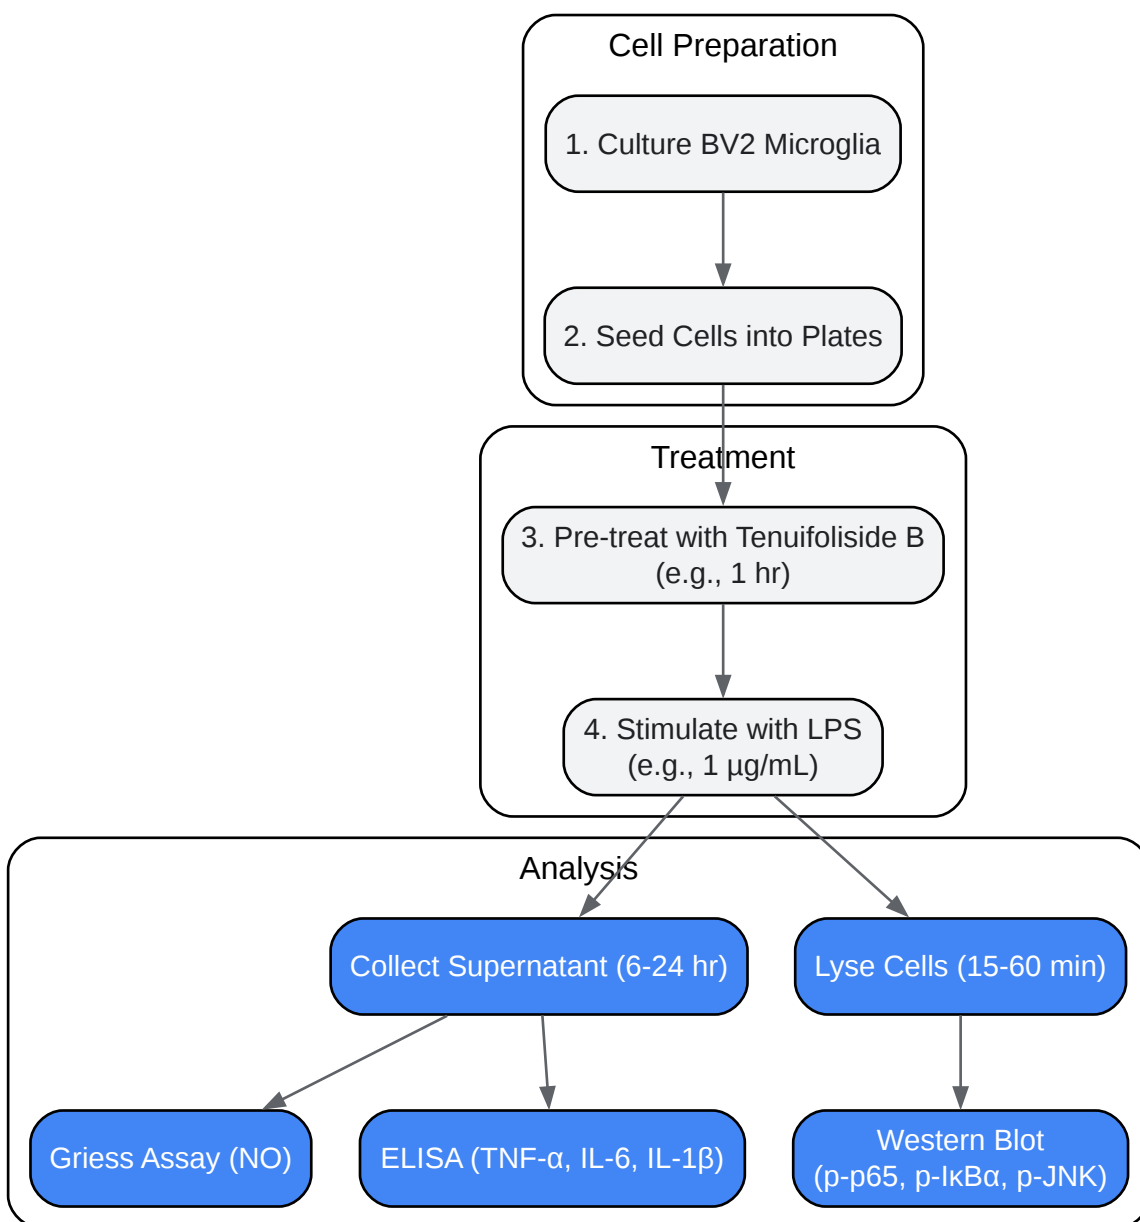 Cell Preparation
1. Culture BV2 Microglia
2. Seed Cells into Plates
Treatment
3. Pre-treat with Tenuifoliside B
(e.g., 1 hr)
4. Stimulate with LPS
(e.g., 1 µg/mL)
Analysis
Collect Supernatant (6-24 hr)
Lyse Cells (15-60 min)
Griess Assay (NO)
ELISA (TNF-α, IL-6, IL-1β)
Western Blot
(p-p65, p-IκBα, p-JNK)